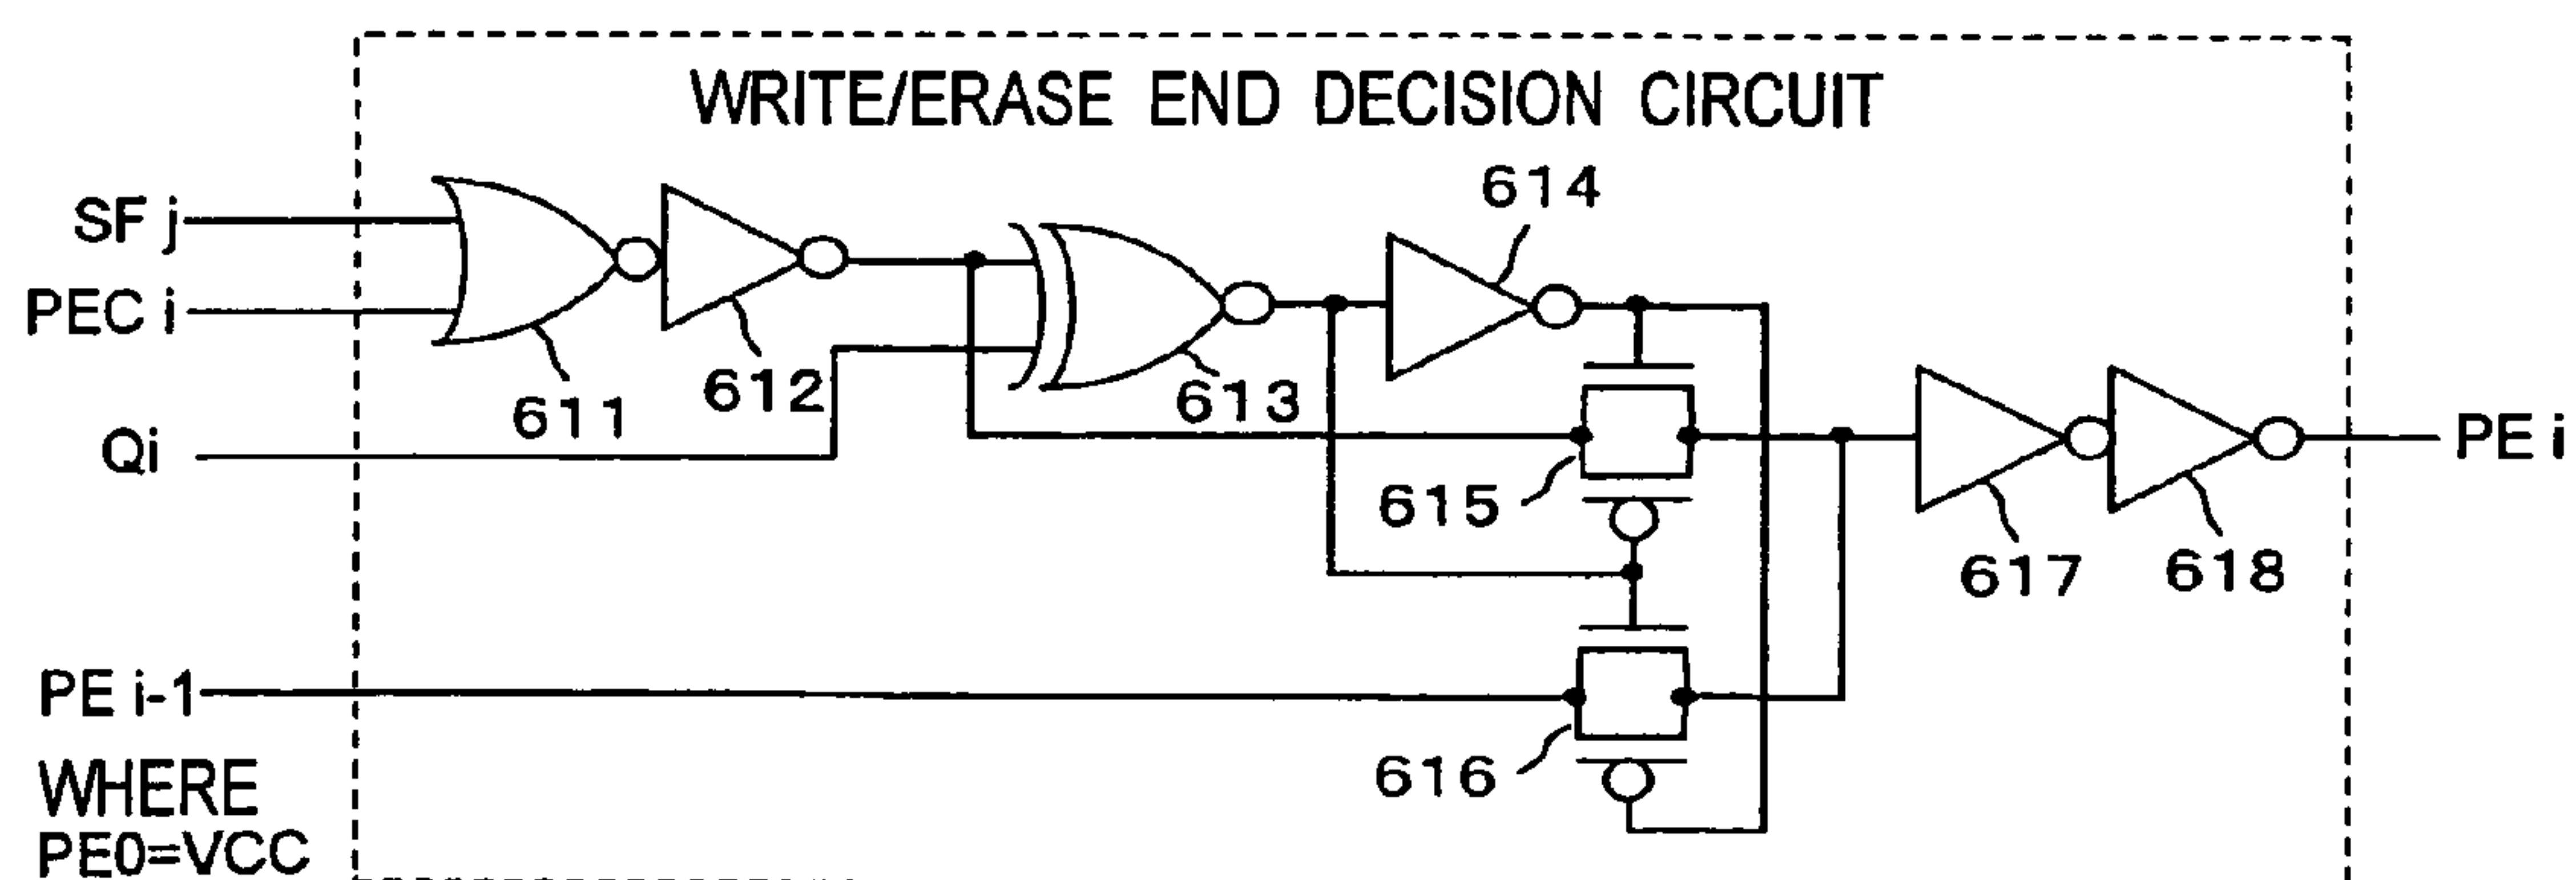 WRITE/ERASE END DECISION CIRCUIT
614
SF j
PEC i
611
612
613
Qi
PE i
615
617
618
PE i-1
616
WHERE
PE0=VCC